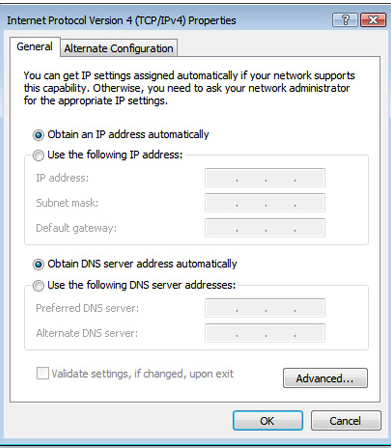 Internet Protocol Version 4 (TCP/IPv4) Properties
General
Alternate Configuration
You can get IP settings assigned automatically if your network supports
this capability. Otherwise, you need to ask your network administrator
for the appropriate IP settings.
Obtain an IP address automatically
Use the following IP address:
IP address:
Subnet mask:
Default gateway:
Obtain DNS server address automatically
Use the following DNS server addresses:
Preferred DNS server:
Alternate DNS server:
Validate settings, if changed, upon exit
Advanced...
OK
Cancel